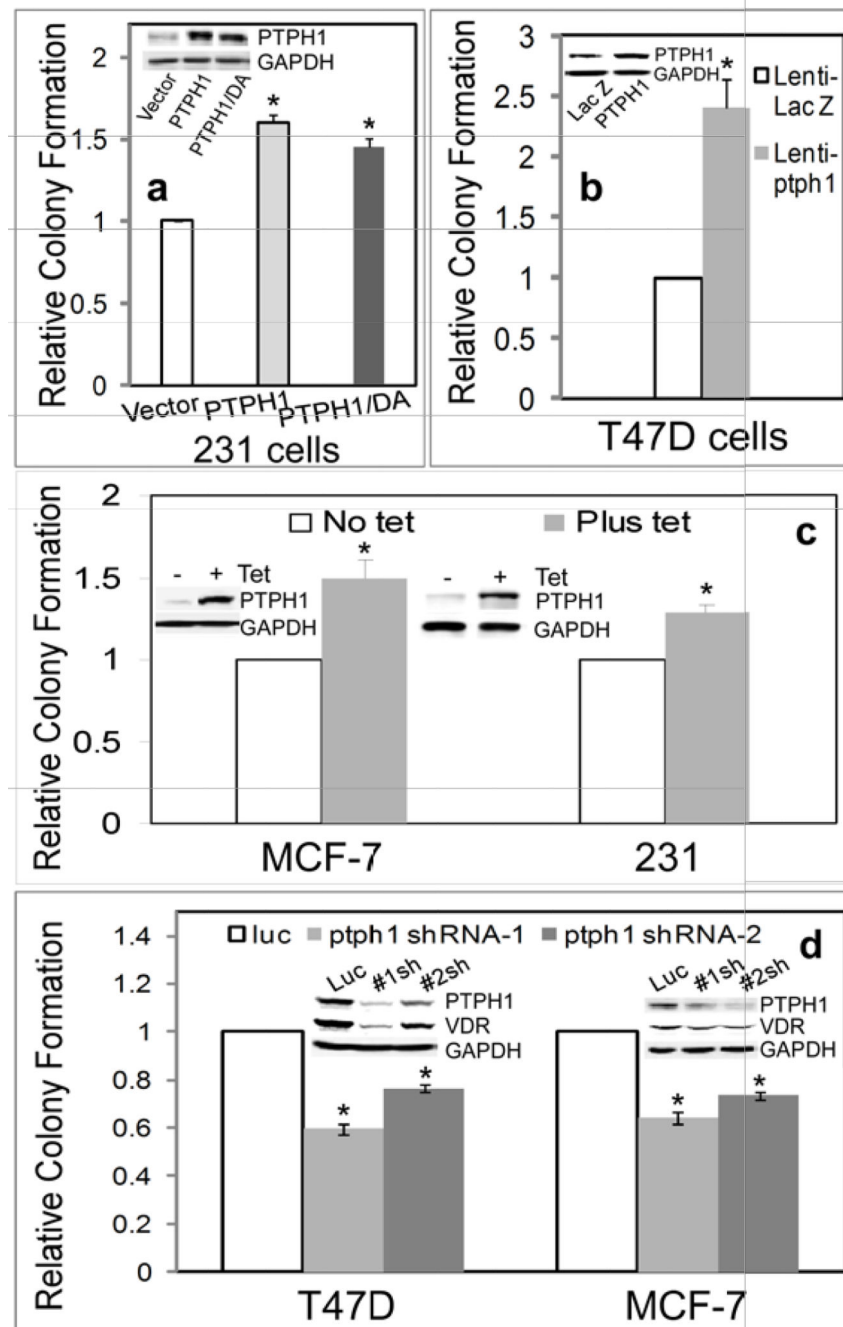 Relative Colony Formation
2
1.5
1
0.5
0
PTPH1
GAPDH
Vector
PTPH1
PTPH1/DA
*
*
a
Vector
PTPH1
PTPH1/DA
231 cells
Relative Colony Formation
3
2.5
2
1.5
1
0.5
0
PTPH1
GAPDH
Lac Z
PTPH1
*
b
Lenti-
Lac Z
Lenti-
ptph1
T47D cells
Relative Colony Formation
2
1.5
1
0.5
0
No tet
Plus tet
c
- + Tet
PTPH1
GAPDH
*
- + Tet
PTPH1
GAPDH
*
MCF-7
231
Relative Colony Formation
1.4
1.2
1
0.8
0.6
0.4
0.2
0
luc
ptph1 shRNA-1
ptph1 shRNA-2
d
Luc #1sh #2sh
PTPH1
VDR
GAPDH
*
*
Luc #1sh #2sh
PTPH1
VDR
GAPDH
*
*
T47D
MCF-7